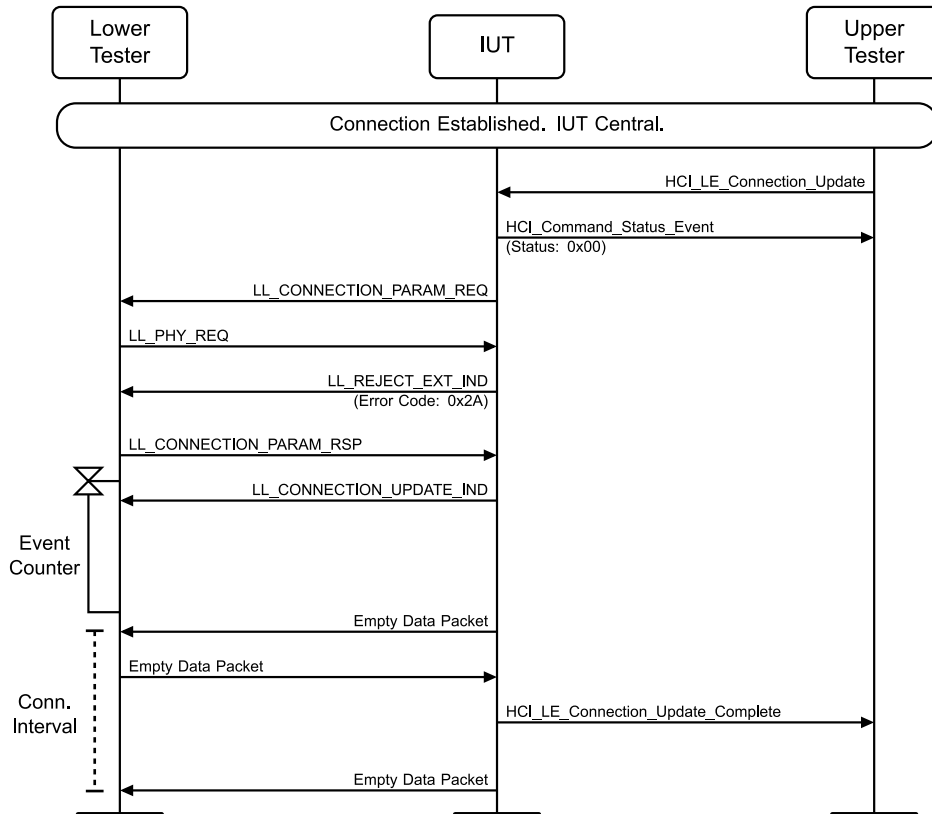 Lower
Tester
IUT
Upper
Tester
Connection Established. IUT Central.
HCI_LE_Connection_Update
HCI_Command_Status_Event
(Status: 0x00)
LL_CONNECTION_PARAM_REQ
LL_PHY_REQ
LL_REJECT_EXT_IND
(Error Code: 0x2A)
LL_CONNECTION_PARAM_RSP
LL_CONNECTION_UPDATE_IND
Event
Counter
Empty Data Packet
Empty Data Packet
Conn.
Interval
HCI_LE_Connection_Update_Complete
Empty Data Packet